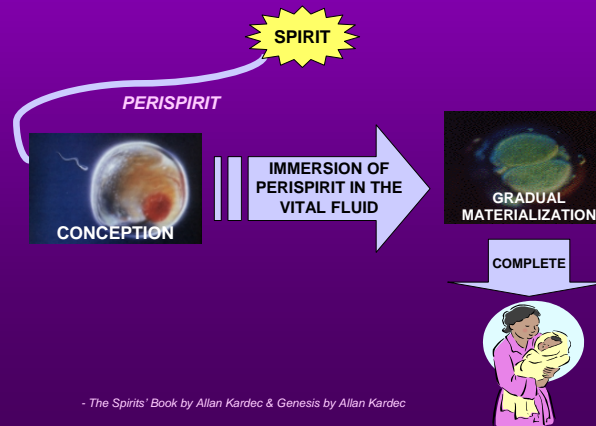 SPIRIT
PERISPIRIT
CONCEPTION
IMMERSION OF
PERISPIRIT IN THE
VITAL FLUID
GRADUAL
MATERIALIZATION
COMPLETE
- The Spirits' Book by Allan Kardec & Genesis by Allan Kardec